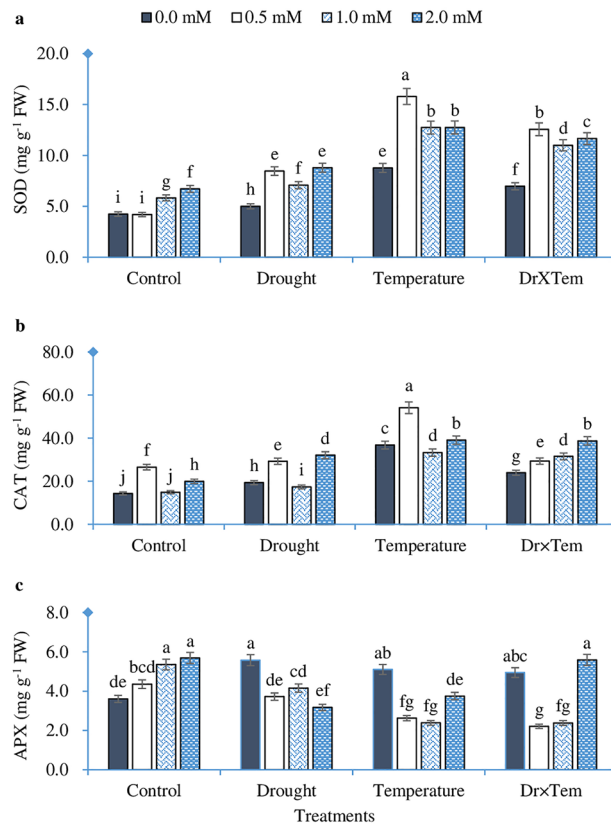 0.0 mM 0.5 mM 1.0 mM 2.0 mM
a
20.0
15.0
10.0
5.0
0.0
SOD (mg g⁻¹ FW)
i i g f
h e f e
e a b b
f b d c
Control Drought Temperature DrXTem
b
80.0
60.0
40.0
20.0
0.0
CAT (mg g⁻¹ FW)
j f j h
h e i d
c a d b
g e d b
Control Drought Temperature Dr×Tem
c
8.0
6.0
4.0
2.0
0.0
APX (mg g⁻¹ FW)
de bcd a a
a de cd ef
ab fg fg de
abc g fg a
Control Drought Temperature Dr×Tem
Treatments